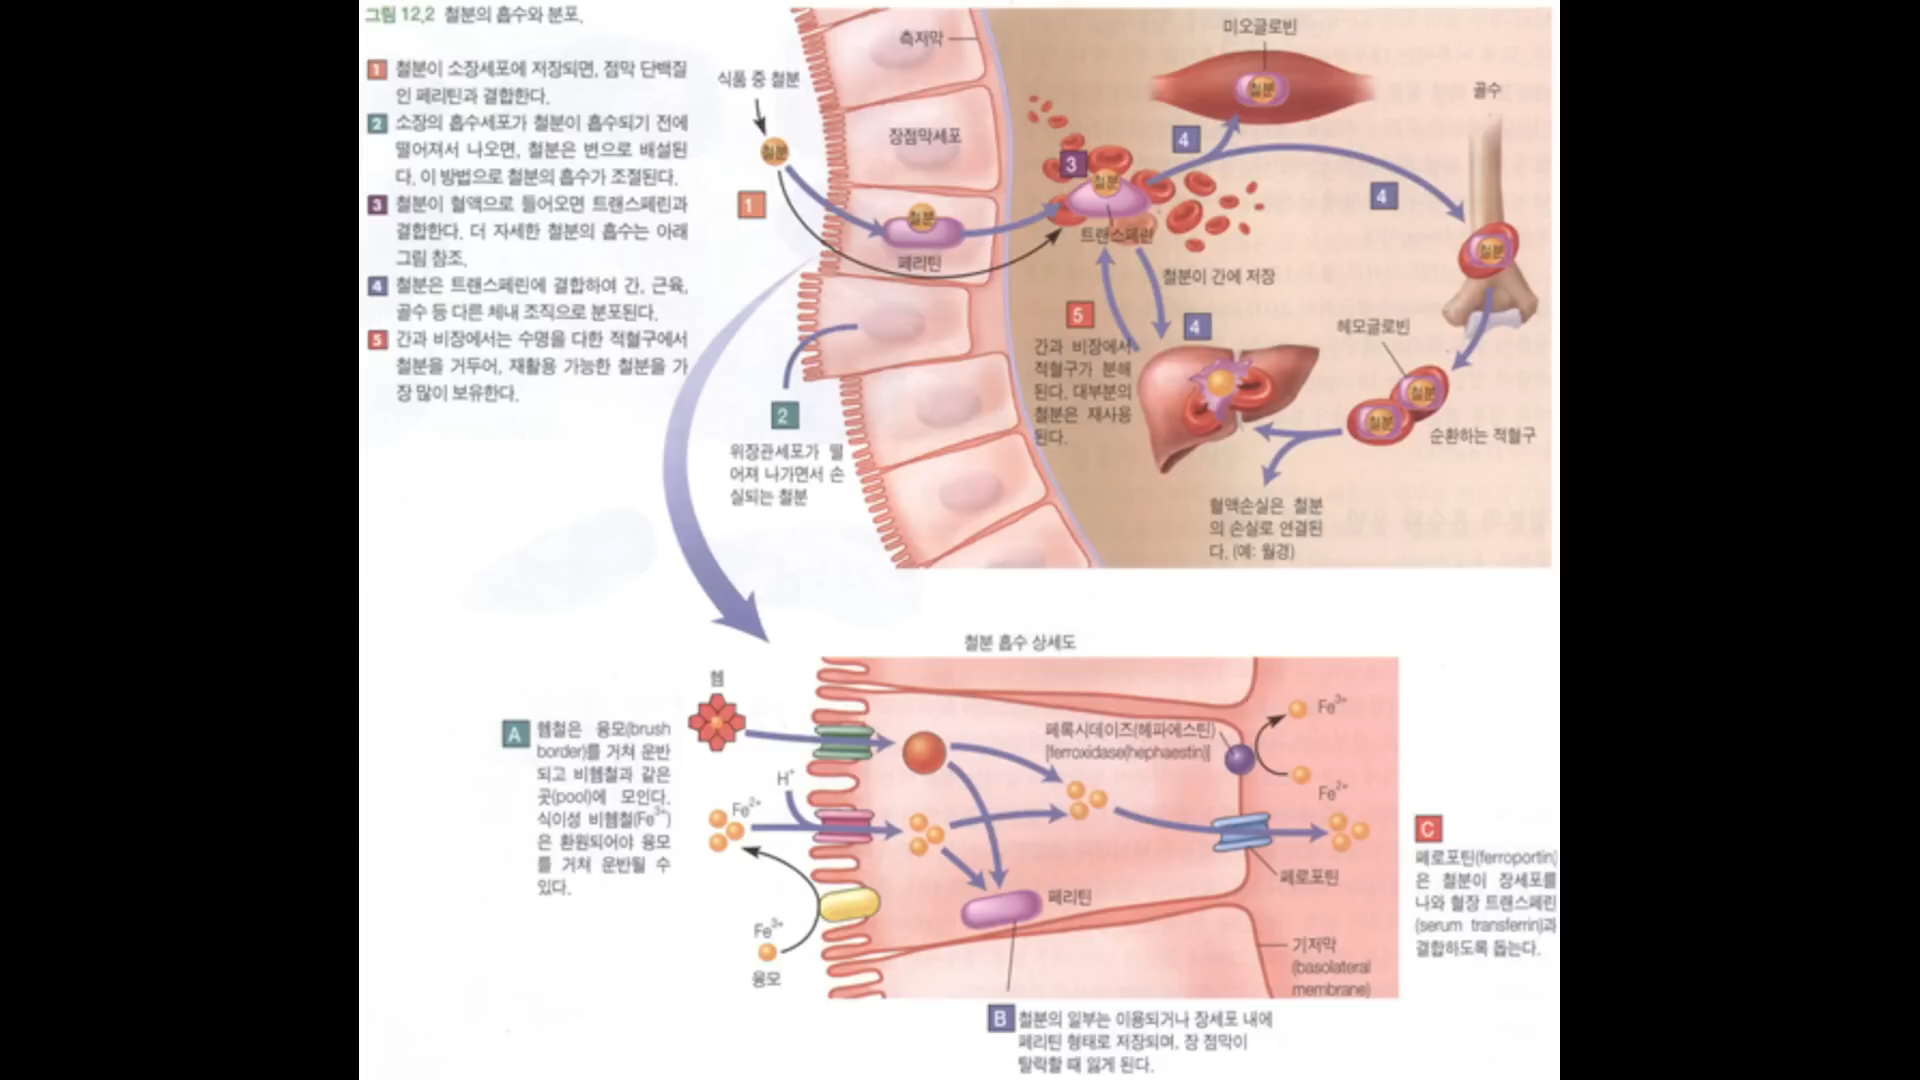 그림 12.2 철분의 흡수와 분포.
1 철분이 소장세포에 저장되면, 점막 단백질
인 페리틴과 결합한다.
2 소장의 흡수세포가 철분이 흡수되기 전에
떨어져서 나오면, 철분은 변으로 배설된
다. 이 방법으로 철분의 흡수가 조절된다.
3 철분이 혈액으로 들어오면 트랜스페린과
결합한다. 더 자세한 철분의 흡수는 아래
그림 참조.
4 철분은 트랜스페린에 결합하여 간, 근육,
골수 등 다른 체내 조직으로 분포된다.
5 간과 비장에서는 수명을 다한 적혈구에서
철분을 거두어, 재활용 가능한 철분을 가
장 많이 보유한다.
식품 중 철분
철분
1
측저막
장점막세포
철분
페리틴
2
위장관세포가 떨
어져 나가면서 손
실되는 철분
3
철분
트랜스페린
4
미오글로빈
철분
4
골수
철분
철분이 간에 저장
4
5
간과 비장에서
적혈구가 분해
된다. 대부분의
철분은 재사용
된다.
헤모글로빈
철분
철분
순환하는 적혈구
혈액손실은 철분
의 손실로 연결된
다. (예: 월경)
철분 흡수 상세도
A 헴철은 융모(brush
border)를 거쳐 운반
되고 비헴철과 같은
곳(pool)에 모인다.
식이성 비헴철(Fe³⁺)
은 환원되어야 융모
를 거쳐 운반될 수
있다.
헴
H⁺
Fe²⁺
Fe³⁺
융모
페록시데이즈(헤파에스틴)
[ferroxidase(hephaestin)]
Fe³⁺
Fe²⁺
페로포틴
페리틴
기저막
(basolateral
membrane)
C
페로포틴(ferroportin)
은 철분이 장세포를
나와 혈장 트랜스페린
(serum transferrin)과
결합하도록 돕는다.
B 철분의 일부는 이용되거나 장세포 내에
페리틴 형태로 저장되며, 장 점막이
탈락할 때 잃게 된다.